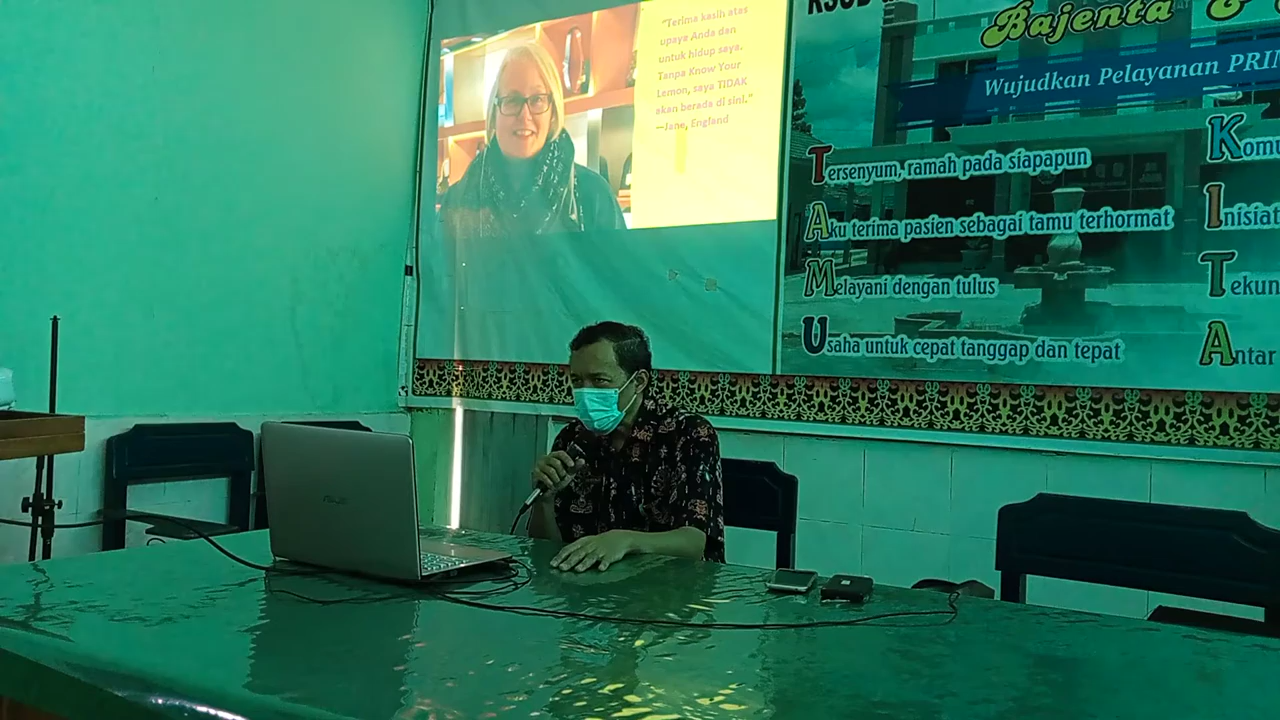 "Terima kasih atas
upaya Anda dan
untuk hidup saya.
Tanpa Know Your
Lemon, saya TIDAK
akan berada di sini."
—Jane, England
RSUD
Bajenta &
Wujudkan Pelayanan PRI
Tersenyum, ramah pada siapapun
Aku terima pasien sebagai tamu terhormat
Melayani dengan tulus
Usaha untuk cepat tanggap dan tepat
Komu
Inisiat
Tekun
Antar
ASUS